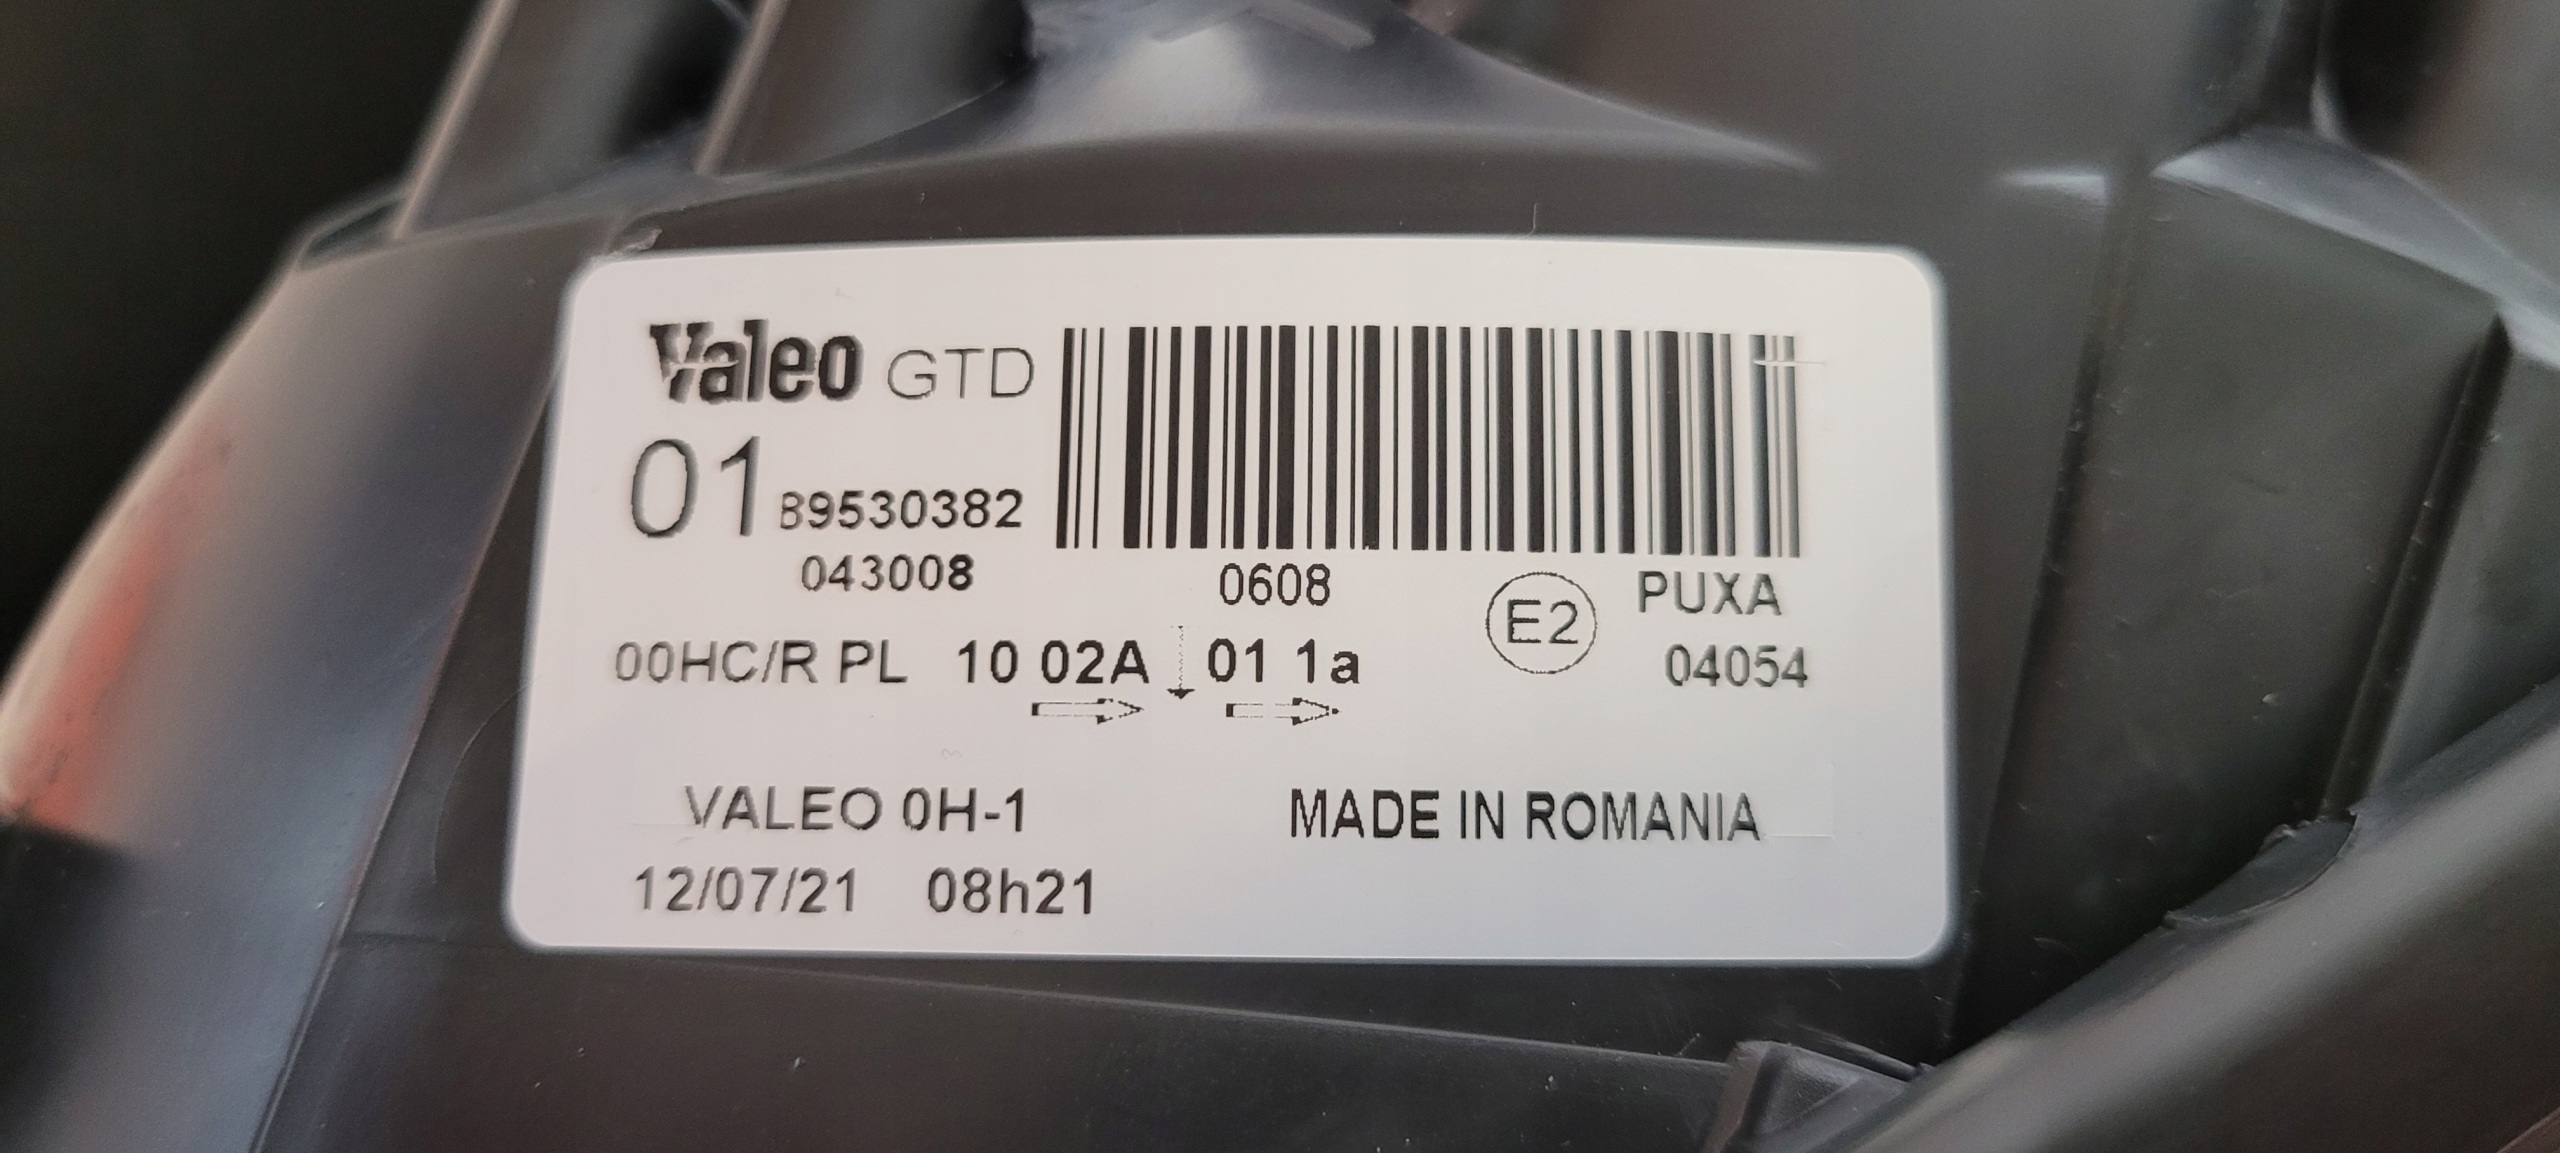 Valeo GTD
01 89530382
043008
0608
PUXA
00HC/R PL 10 02A 01 1a
E2
04054
VALEO 0H-1
MADE IN ROMANIA
12/07/21 08h21